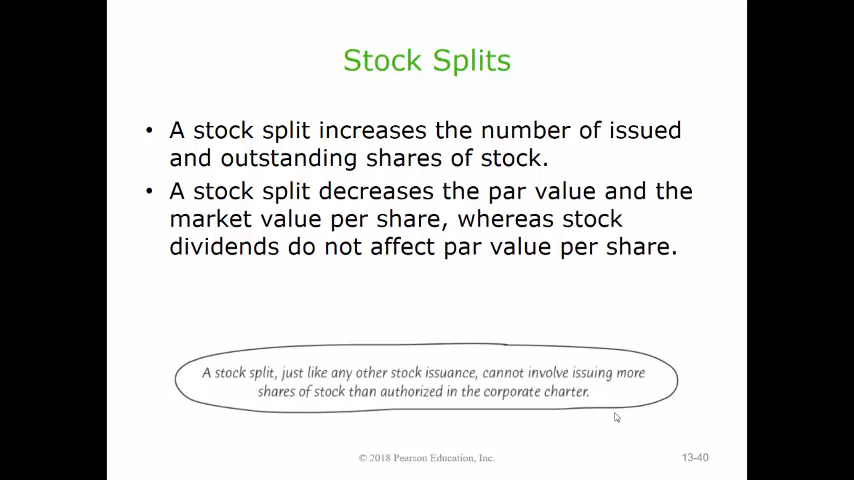 Stock Splits
• A stock split increases the number of issued
and outstanding shares of stock.
• A stock split decreases the par value and the
market value per share, whereas stock
dividends do not affect par value per share.
A stock split, just like any other stock issuance, cannot involve issuing more
shares of stock than authorized in the corporate charter.
© 2018 Pearson Education, Inc.
13-40